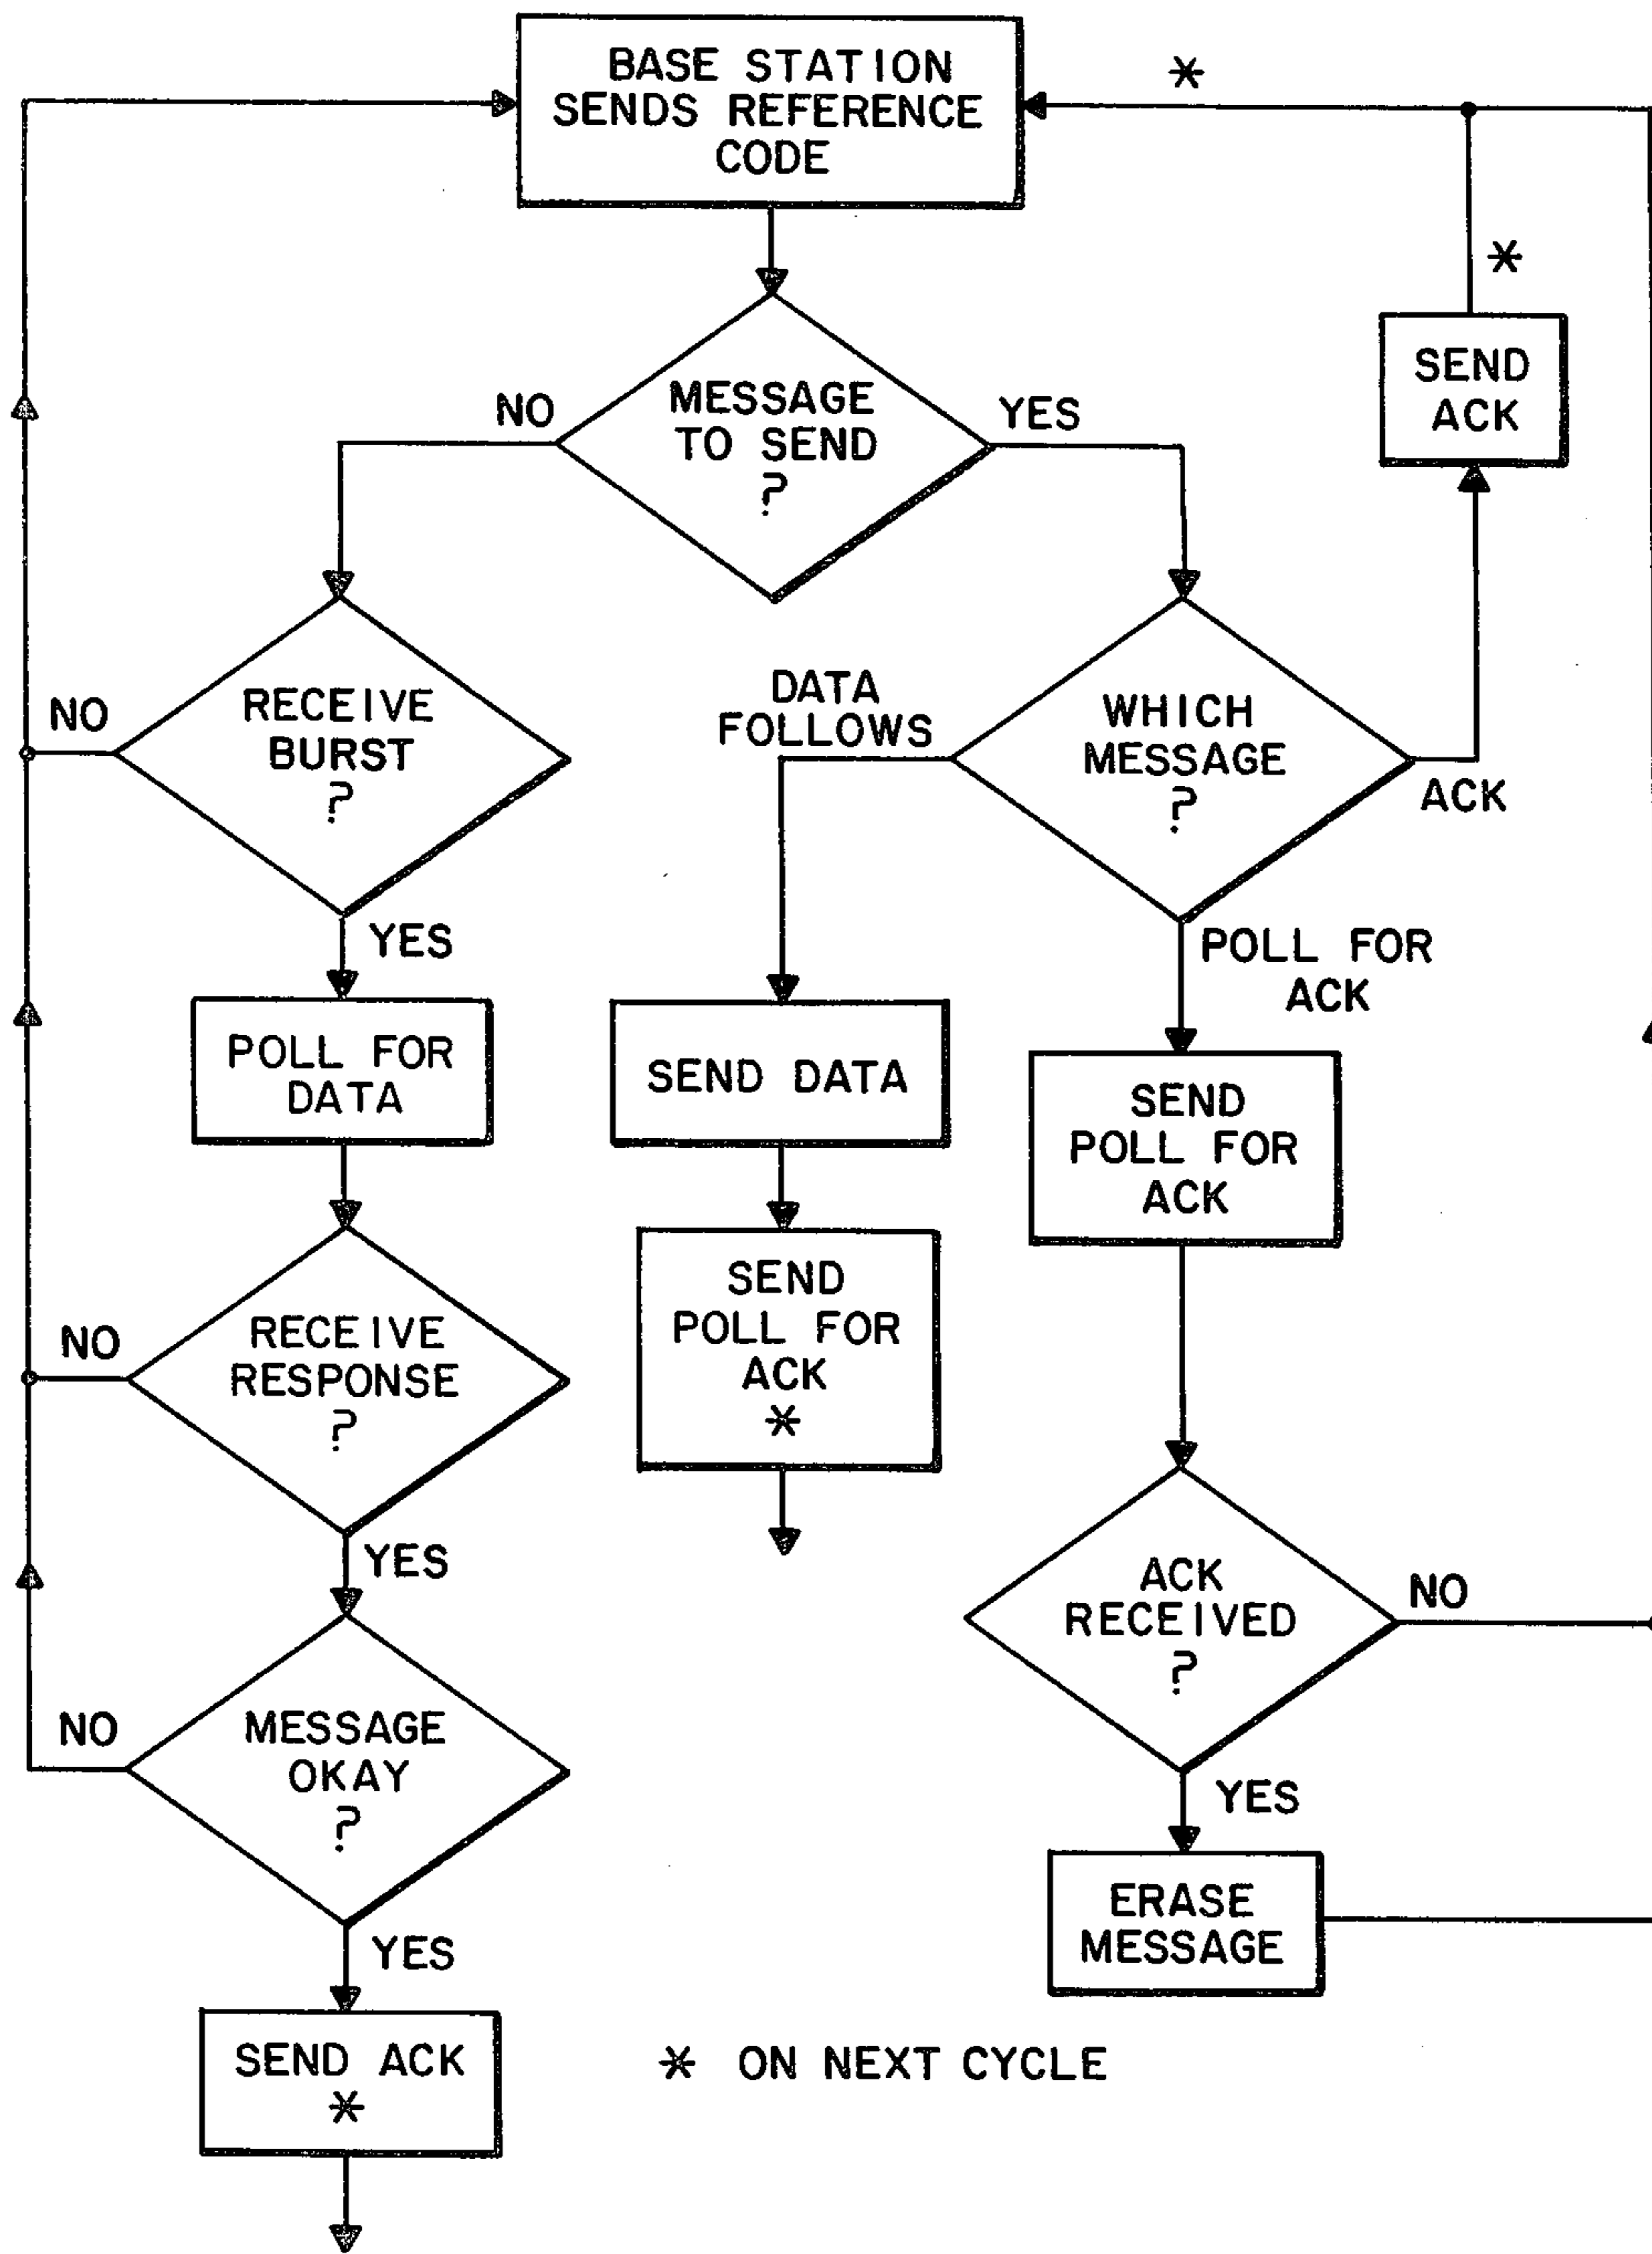 BASE STATION
SENDS REFERENCE
CODE
*
*
SEND
ACK
MESSAGE
TO SEND
?
NO
YES
RECEIVE
BURST
?
NO
YES
DATA
FOLLOWS
WHICH
MESSAGE
?
ACK
POLL FOR
ACK
POLL FOR
DATA
SEND DATA
SEND
POLL FOR
ACK
SEND
POLL FOR
ACK
*
RECEIVE
RESPONSE
?
NO
YES
ACK
RECEIVED
?
NO
YES
MESSAGE
OKAY
?
NO
YES
ERASE
MESSAGE
SEND ACK
*
* ON NEXT CYCLE